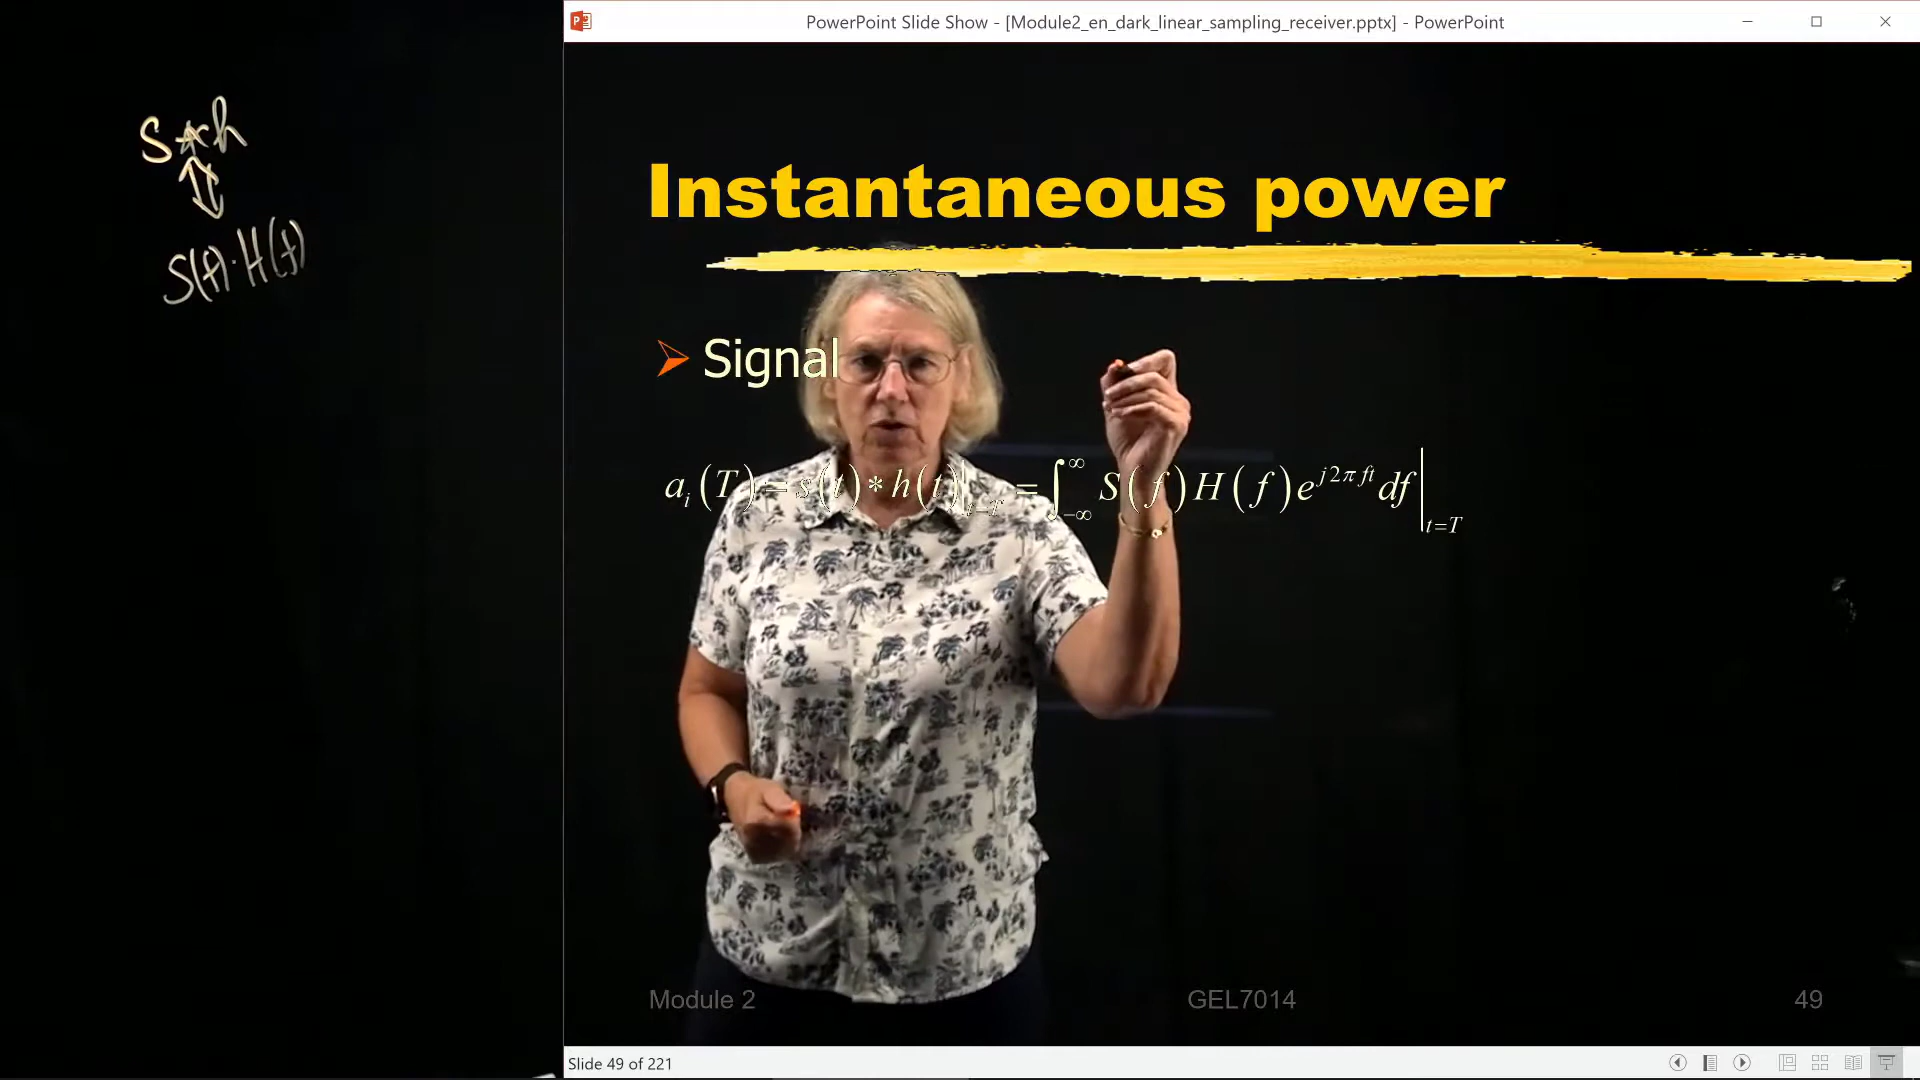 PowerPoint Slide Show - [Module2_en_dark_linear_sampling_receiver.pptx] - PowerPoint
S * h
S(f) · H(f)
Instantaneous power
Signal
a_i(T) = s(t) * h(t)|_{t=T} = ∫_{-∞}^{∞} S(f) H(f) e^{j2πft} df|_{t=T}
Module 2 GEL7014 49
Slide 49 of 221